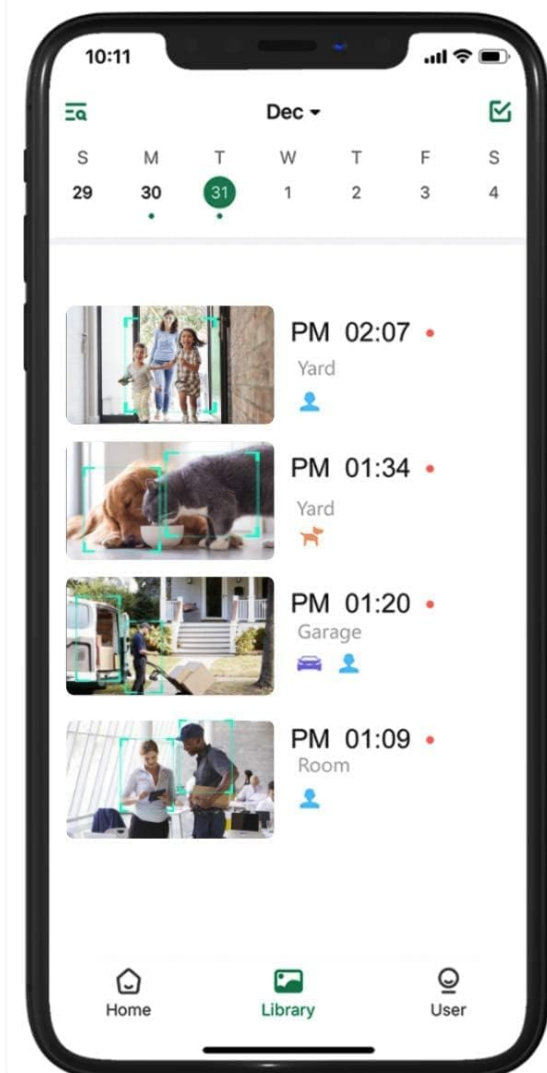 10:11
Dec
S M T W T F S
29 30 31 1 2 3 4
PM 02:07
Yard
PM 01:34
Yard
PM 01:20
Garage
PM 01:09
Room
Home Library User